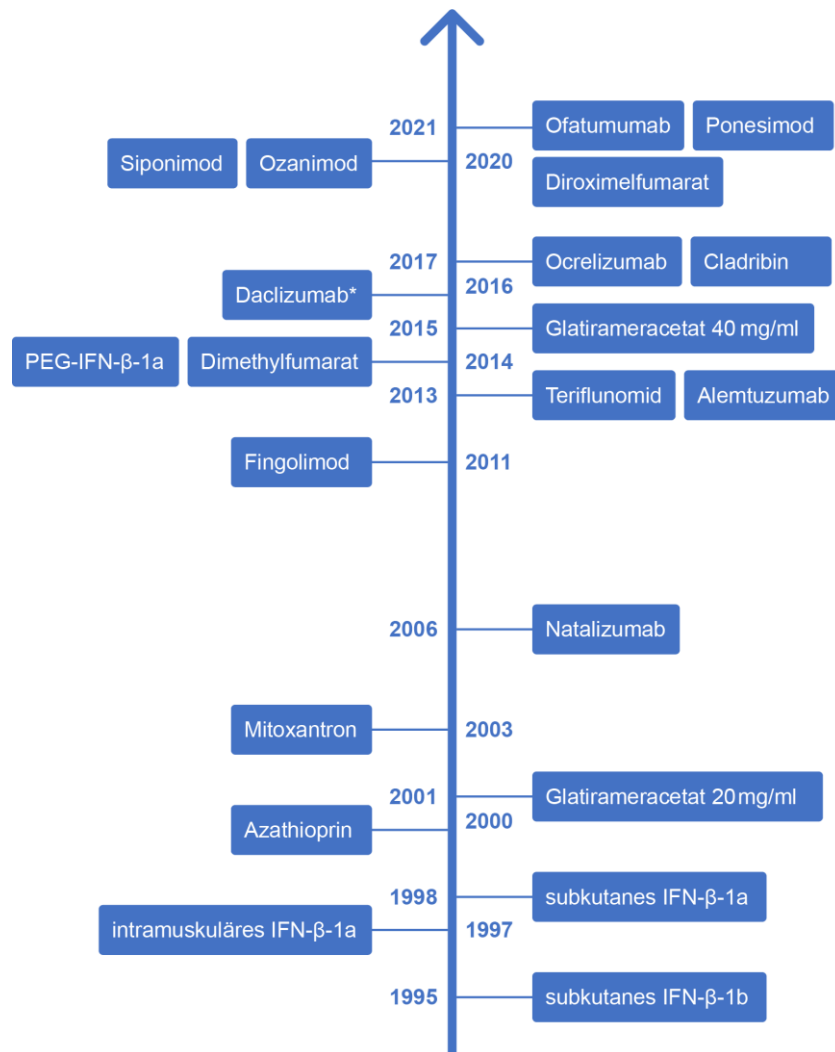 2021
Ofatumumab
Ponesimod
Siponimod
Ozanimod
2020
Diroximelfumarat
2017
Ocrelizumab
Cladribin
Daclizumab*
2016
2015
Glatirameracetat 40 mg/ml
PEG-IFN-β-1a
Dimethylfumarat
2014
2013
Teriflunomid
Alemtuzumab
Fingolimod
2011
2006
Natalizumab
Mitoxantron
2003
2001
Glatirameracetat 20 mg/ml
Azathioprin
2000
1998
subkutanes IFN-β-1a
intramuskuläres IFN-β-1a
1997
1995
subkutanes IFN-β-1b